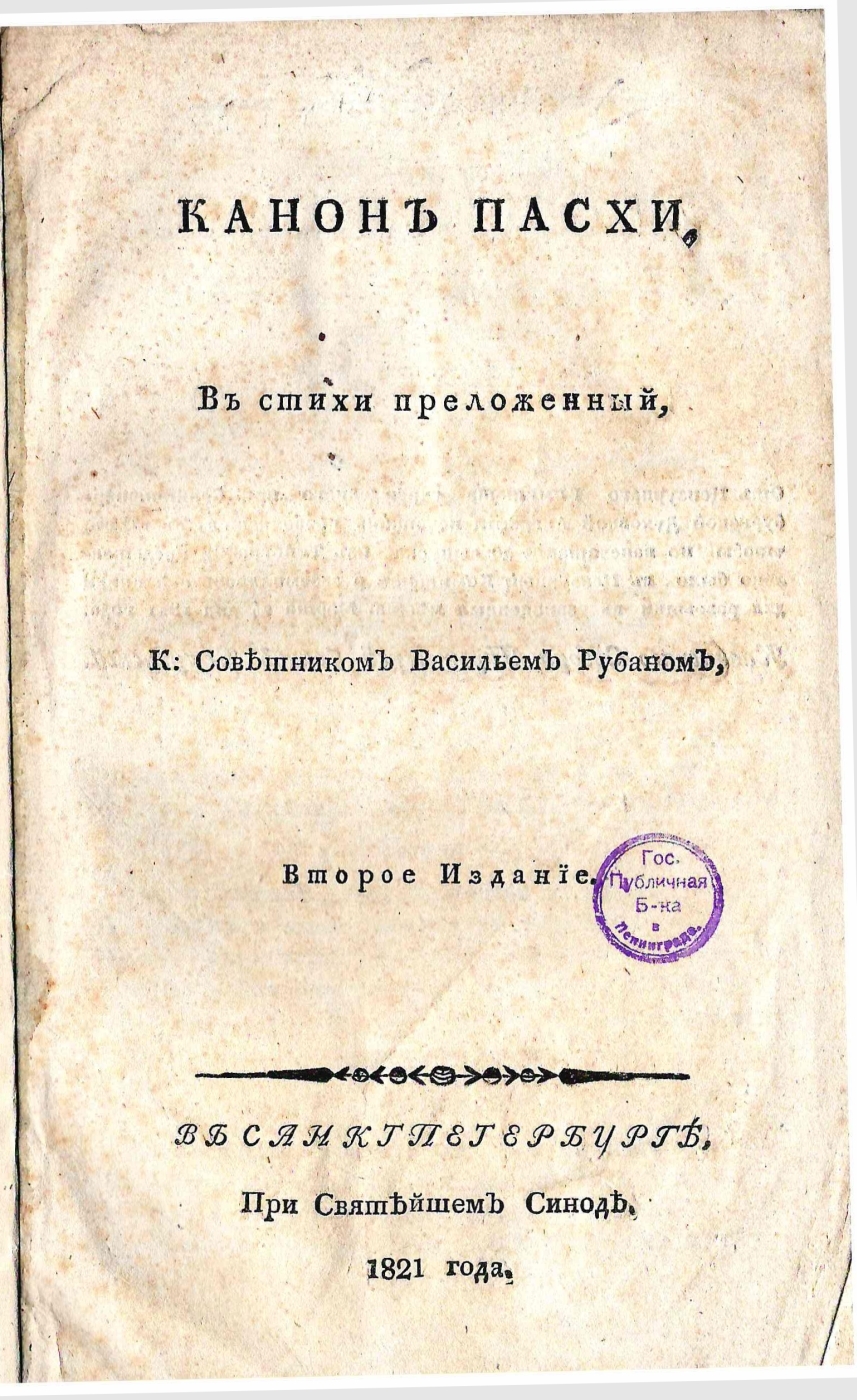 КАНОНЪ ПАСХИ,
Въ стихи преложенный,
К: СовѣтникомЪ ВасильемЪ РубаномЪ,
Второе Изданїе.
Гос.
Публичная
Б-ка
в
Ленинграде.
ВЪ САНКТПЕТЕРБУРГѢ,
При СвятѣйшемЪ Синодѣ,
1821 года.